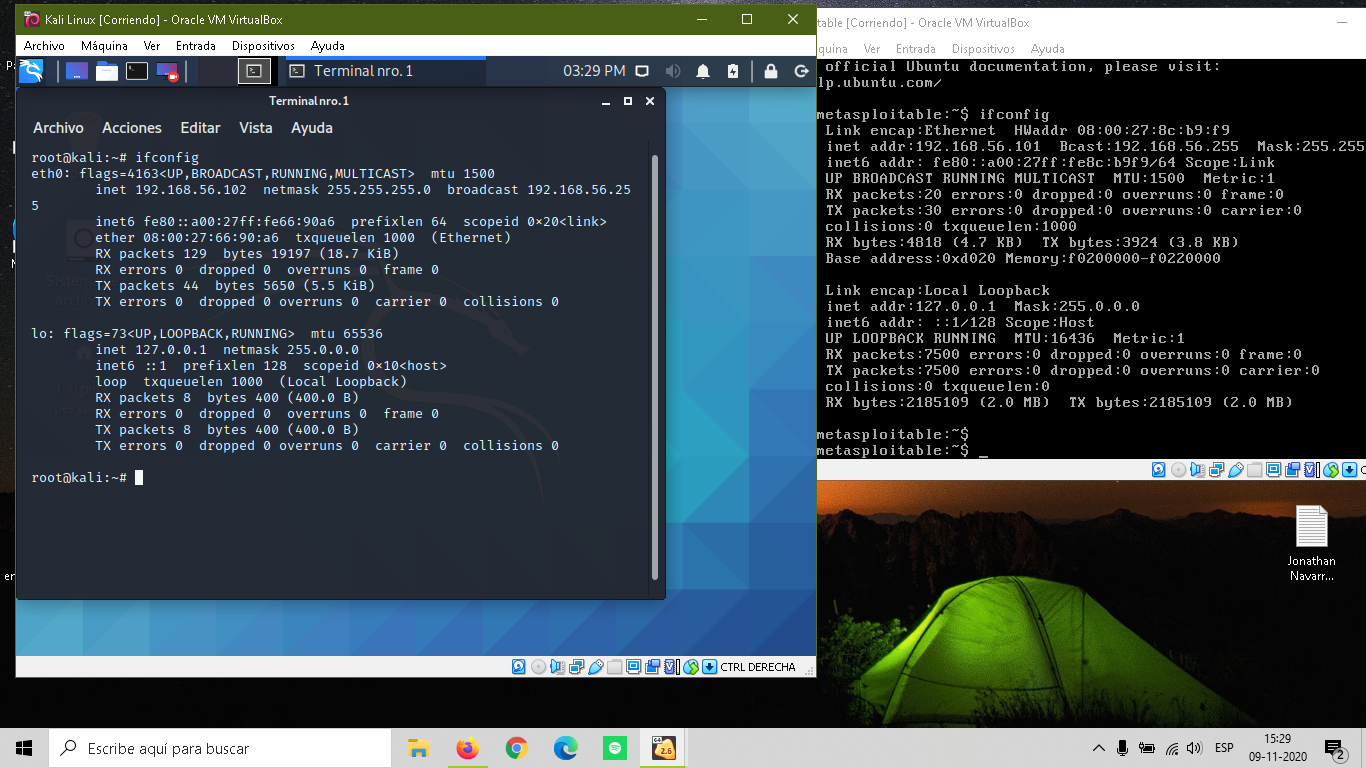 Kali Linux [Corriendo] - Oracle VM VirtualBox
Archivo Máquina Ver Entrada Dispositivos Ayuda
Terminal nro. 1 03:29 PM
Terminal nro. 1
Archivo Acciones Editar Vista Ayuda
root@kali:~# ifconfig
eth0: flags=4163<UP,BROADCAST,RUNNING,MULTICAST>  mtu 1500
inet 192.168.56.102  netmask 255.255.255.0  broadcast 192.168.56.25
5
inet6 fe80::a00:27ff:fe66:90a6  prefixlen 64  scopeid 0×20<link>
ether 08:00:27:66:90:a6  txqueuelen 1000  (Ethernet)
RX packets 129  bytes 19197 (18.7 KiB)
RX errors 0  dropped 0  overruns 0  frame 0
TX packets 44  bytes 5650 (5.5 KiB)
TX errors 0  dropped 0 overruns 0  carrier 0  collisions 0
lo: flags=73<UP,LOOPBACK,RUNNING>  mtu 65536
inet 127.0.0.1  netmask 255.0.0.0
inet6 ::1  prefixlen 128  scopeid 0×10<host>
loop  txqueuelen 1000  (Local Loopback)
RX packets 8  bytes 400 (400.0 B)
RX errors 0  dropped 0  overruns 0  frame 0
TX packets 8  bytes 400 (400.0 B)
TX errors 0  dropped 0 overruns 0  carrier 0  collisions 0
root@kali:~#
CTRL DERECHA
table [Corriendo] - Oracle VM VirtualBox
quina Ver Entrada Dispositivos Ayuda
official Ubuntu documentation, please visit:
lp.ubuntu.com/
metasploitable:~$ ifconfig
Link encap:Ethernet  HWaddr 08:00:27:8c:b9:f9
inet addr:192.168.56.101  Bcast:192.168.56.255  Mask:255.255
inet6 addr: fe80::a00:27ff:fe8c:b9f9/64 Scope:Link
UP BROADCAST RUNNING MULTICAST  MTU:1500  Metric:1
RX packets:20 errors:0 dropped:0 overruns:0 frame:0
TX packets:30 errors:0 dropped:0 overruns:0 carrier:0
collisions:0 txqueuelen:1000
RX bytes:4818 (4.7 KB)  TX bytes:3924 (3.8 KB)
Base address:0xd020 Memory:f0200000-f0220000
Link encap:Local Loopback
inet addr:127.0.0.1  Mask:255.0.0.0
inet6 addr: ::1/128 Scope:Host
UP LOOPBACK RUNNING  MTU:16436  Metric:1
RX packets:7500 errors:0 dropped:0 overruns:0 frame:0
TX packets:7500 errors:0 dropped:0 overruns:0 carrier:0
collisions:0 txqueuelen:0
RX bytes:2185109 (2.0 MB)  TX bytes:2185109 (2.0 MB)
metasploitable:~$
metasploitable:~$ _
Jonathan
Navarr...
Escribe aquí para buscar
2.6
ESP
15:29
09-11-2020
2